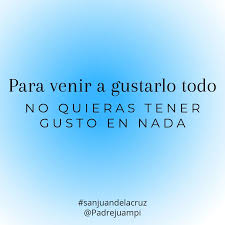 Para venir a gustarlo todo
NO QUIERAS TENER
GUSTO EN NADA
#sanjuandelacruz
@Padrejuampi